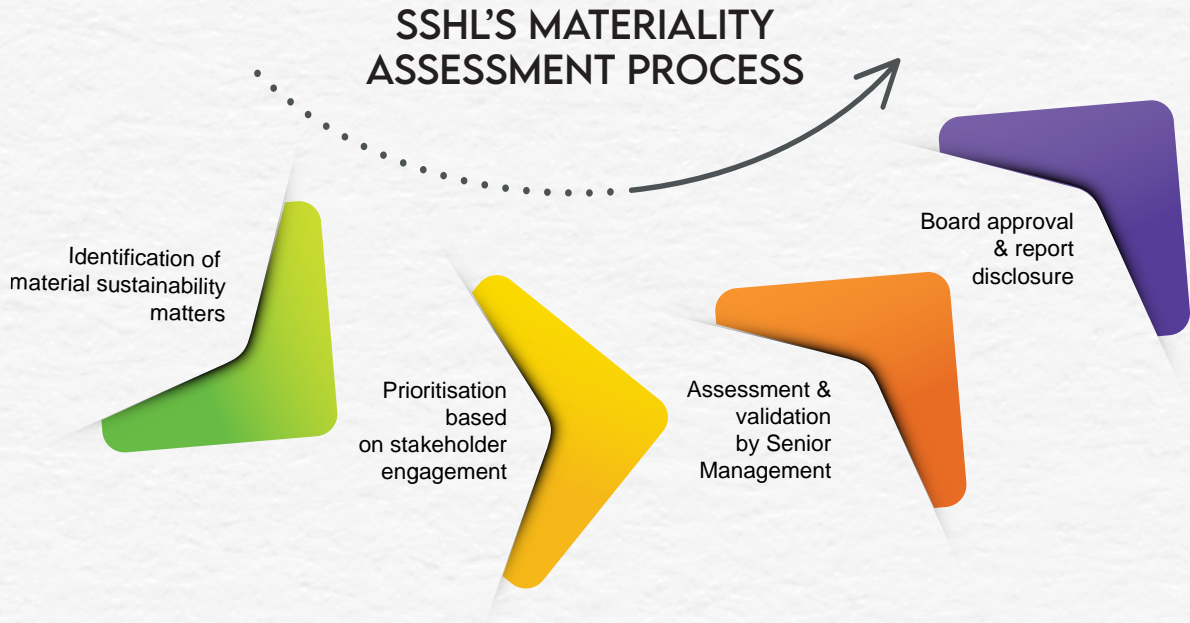 SSHL'S MATERIALITY
ASSESSMENT PROCESS
Identification of
material sustainability
matters
Prioritisation
based
on stakeholder
engagement
Assessment &
validation
by Senior
Management
Board approval
& report
disclosure